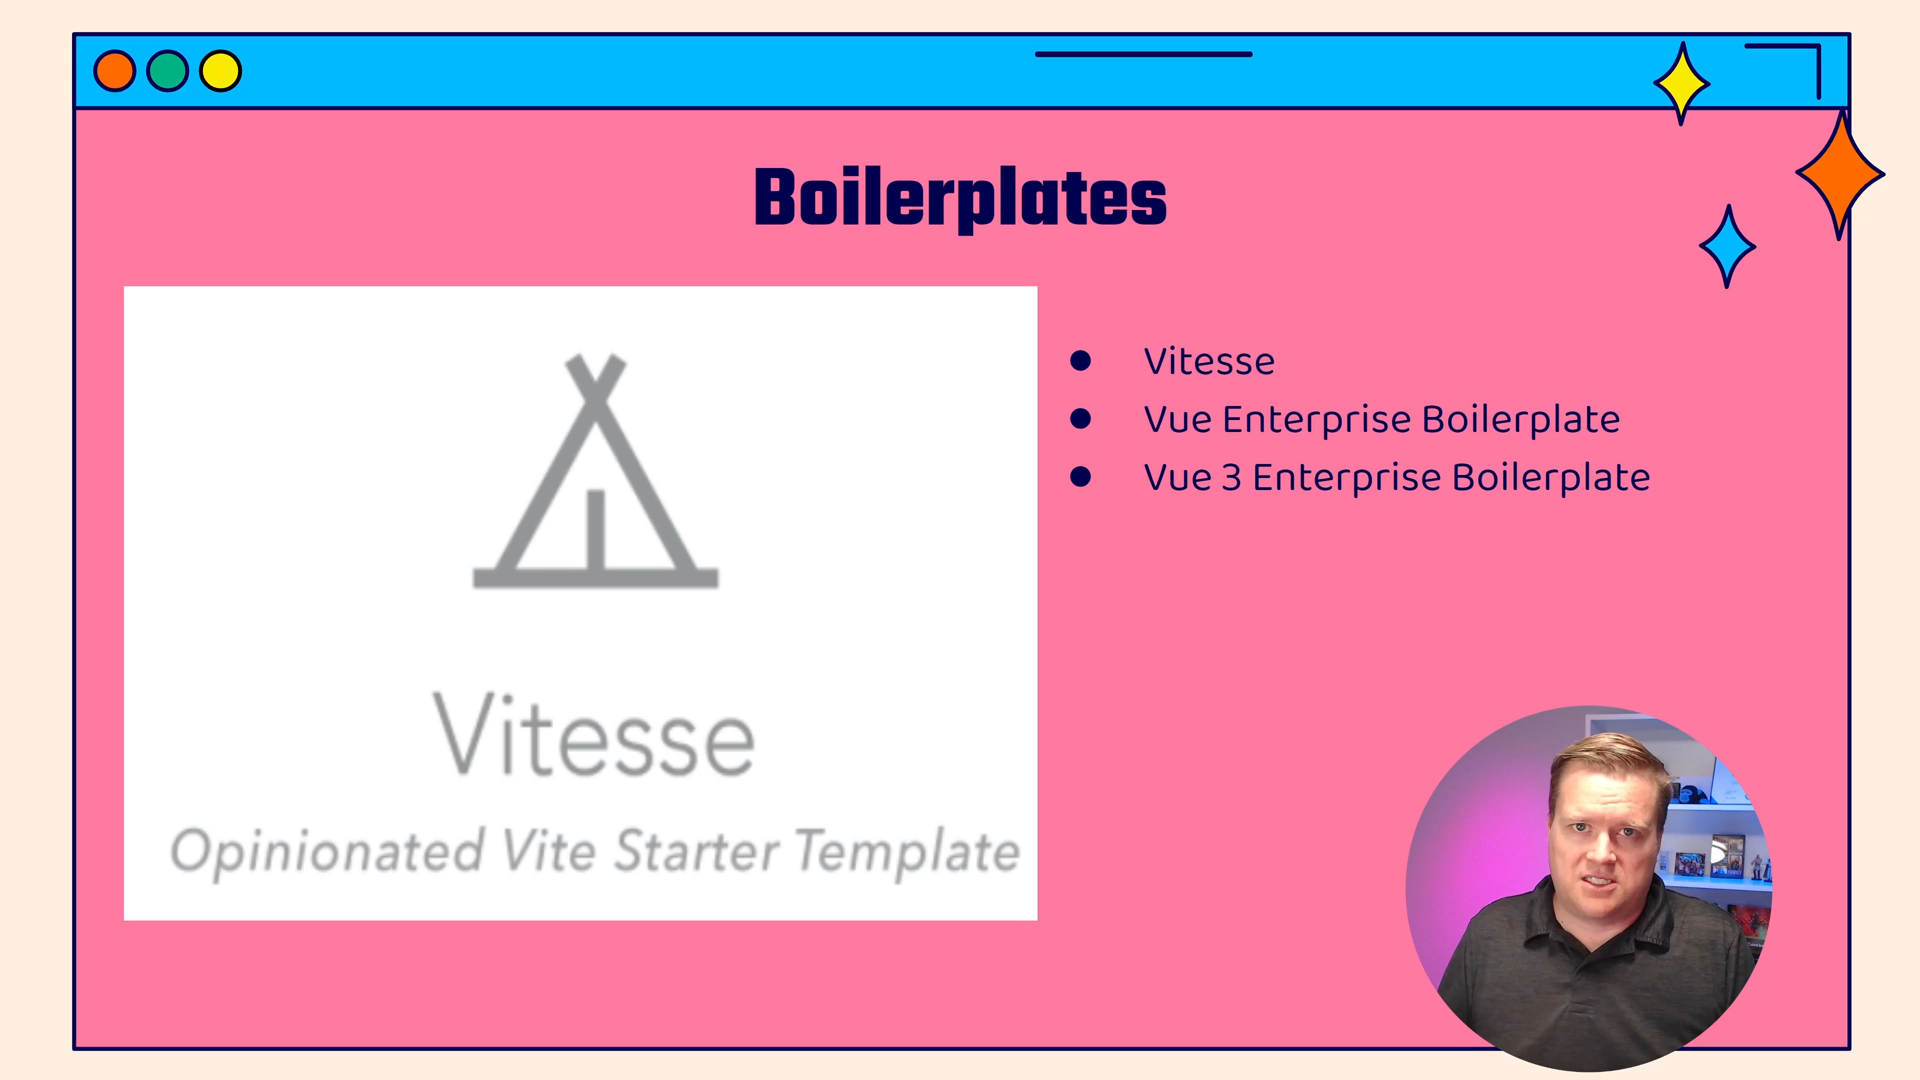 Boilerplates
Vitesse
Opinionated Vite Starter Template
Vitesse
Vue Enterprise Boilerplate
Vue 3 Enterprise Boilerplate